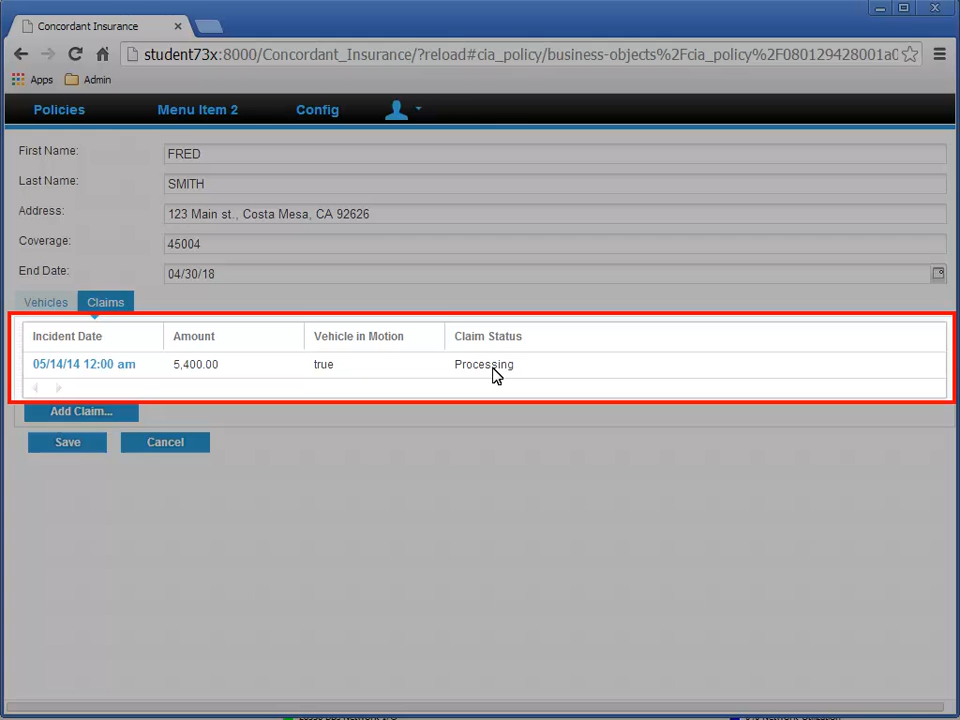 Concordant Insurance
student73x:8000/Concordant_Insurance/?reload#cia_policy/business-objects%2Fcia_policy%2F080129428001a0
Apps Admin
Policies Menu Item 2 Config
First Name: FRED
Last Name: SMITH
Address: 123 Main st., Costa Mesa, CA 92626
Coverage: 45004
End Date: 04/30/18
Vehicles Claims
Incident Date Amount Vehicle in Motion Claim Status
05/14/14 12:00 am 5,400.00 true Processing
Add Claim...
Save Cancel